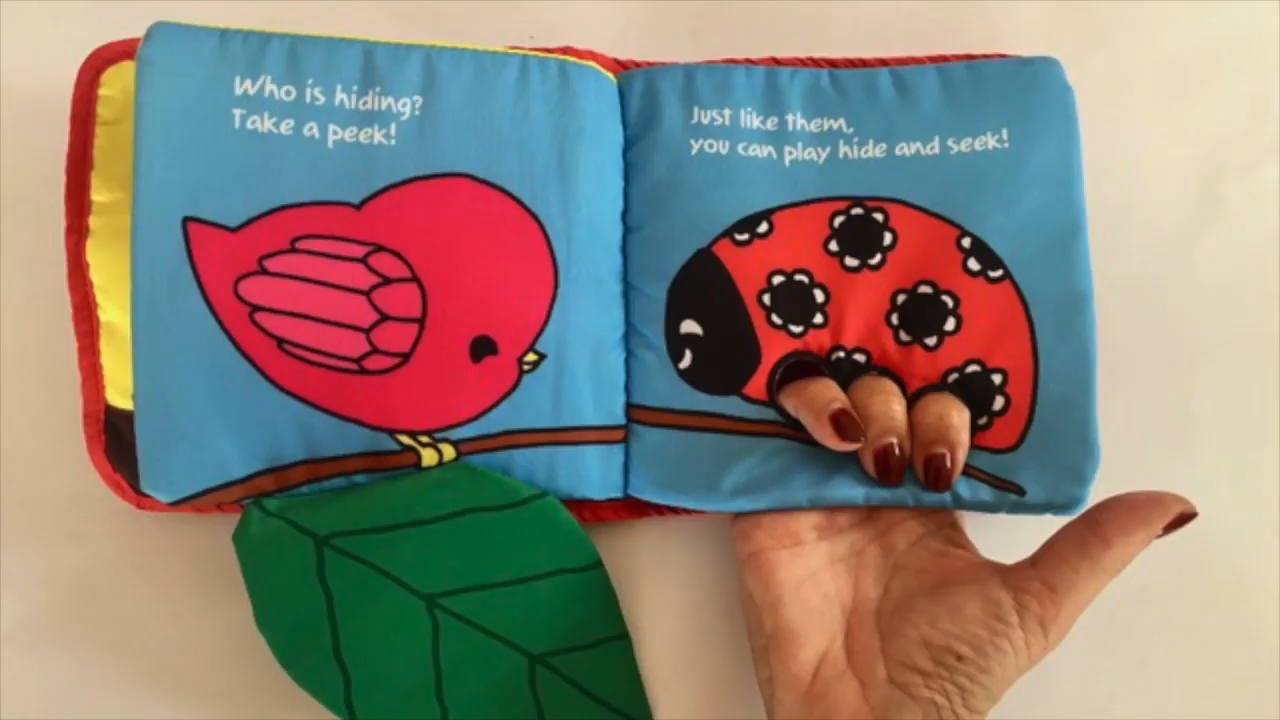 Who is hiding?
Take a peek!
Just like them,
you can play hide and seek!